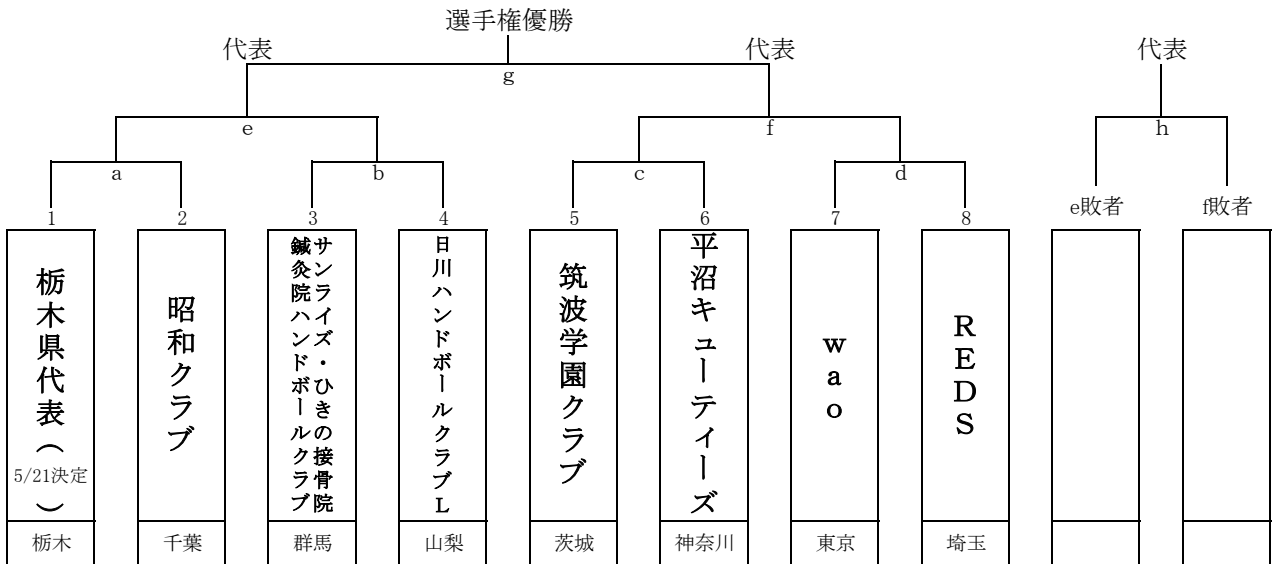 選手権優勝
代表
代表
代表
g
e
f
h
a
b
c
d
e敗者
f敗者
1
2
3
4
5
6
7
8
栃木県代表(5/21決定)
昭和クラブ
サンライズ・ひきの接骨院
鍼灸院ハンドボールクラブ
日川ハンドボールクラブL
筑波学園クラブ
平沼キューティーズ
wao
REDS
栃木
千葉
群馬
山梨
茨城
神奈川
東京
埼玉